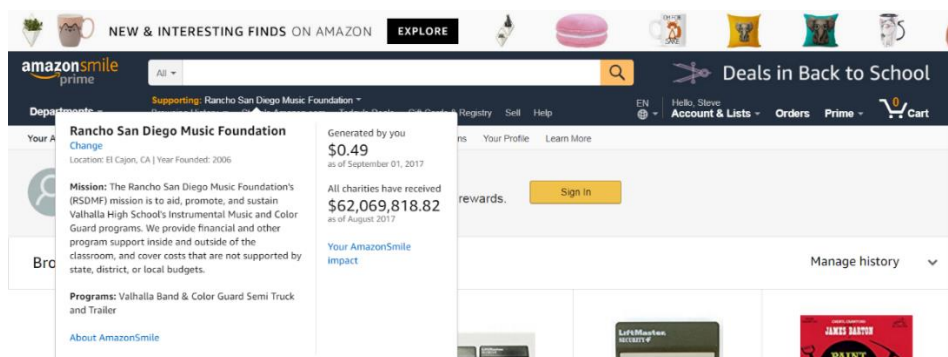 NEW & INTERESTING FINDS ON AMAZON EXPLORE
OH FOR
SAKE
amazonsmile
prime
All
Deals in Back to School
Supporting: Rancho San Diego Music Foundation
Departments
Gift Cards & Registry Sell Help
EN
Hello, Steve
Account & Lists Orders Prime 0 Cart
Your Profile Learn More
Rancho San Diego Music Foundation
Change
Location: El Cajon, CA | Year Founded: 2006
Mission: The Rancho San Diego Music Foundation's
(RSDMF) mission is to aid, promote, and sustain
Valhalla High School's Instrumental Music and Color
Guard programs. We provide financial and other
program support inside and outside of the
classroom, and cover costs that are not supported by
state, district, or local budgets.
Programs: Valhalla Band & Color Guard Semi Truck
and Trailer
About AmazonSmile
Generated by you
$0.49
as of September 01, 2017
All charities have received
$62,069,818.82
as of August 2017
Your AmazonSmile
impact
rewards.
Sign In
Bro
Manage history
LiftMaster
SECURITY+
JAMES BARTON
PAINT